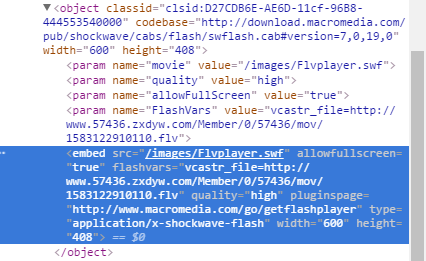 ▼<object classid="clsid:D27CDB6E-AE6D-11cf-96B8-
444553540000" codebase="http://download.macromedia.com/
pub/shockwave/cabs/flash/swflash.cab#version=7,0,19,0"
width="600" height="408">
<param name="movie" value="/images/Flvplayer.swf">
<param name="quality" value="high">
<param name="allowFullScreen" value="true">
<param name="FlashVars" value="vcastr_file=http://
www.57436.zxdyw.com/Member/0/57436/mov/
1583122910110.flv">
… <embed src="/images/Flvplayer.swf" allowfullscreen=
"true" flashvars="vcastr_file=http://
www.57436.zxdyw.com/Member/0/57436/mov/
1583122910110.flv" quality="high" pluginspage=
"http://www.macromedia.com/go/getflashplayer" type=
"application/x-shockwave-flash" width="600" height=
"408"> == $0
</object>